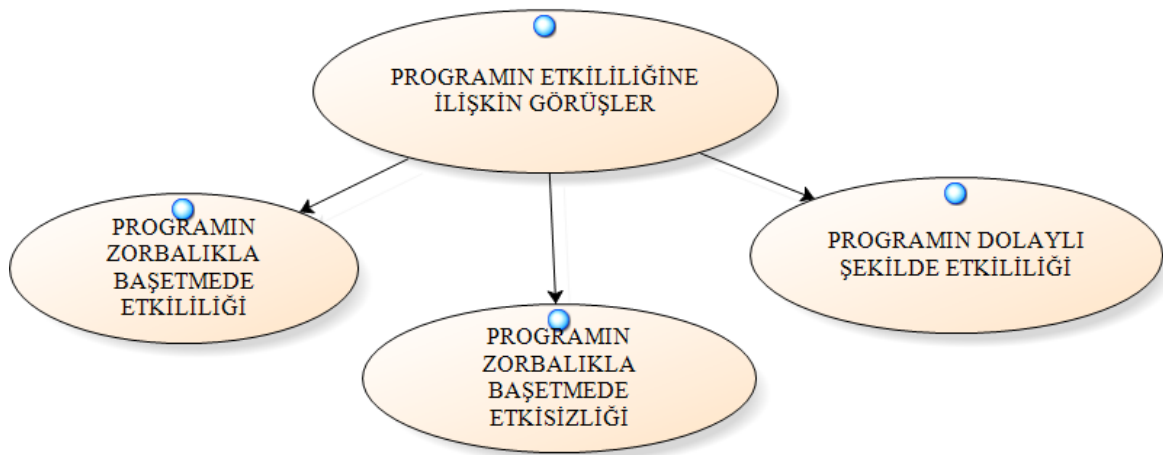 PROGRAMIN ETKİLİLİĞİNE
İLİŞKİN GÖRÜŞLER
PROGRAMIN
ZORBALIKLA
BAŞETMEDE
ETKİLİLİĞİ
PROGRAMIN
ZORBALIKLA
BAŞETMEDE
ETKİSİZLİĞİ
PROGRAMIN DOLAYLI
ŞEKİLDE ETKİLİLİĞİ